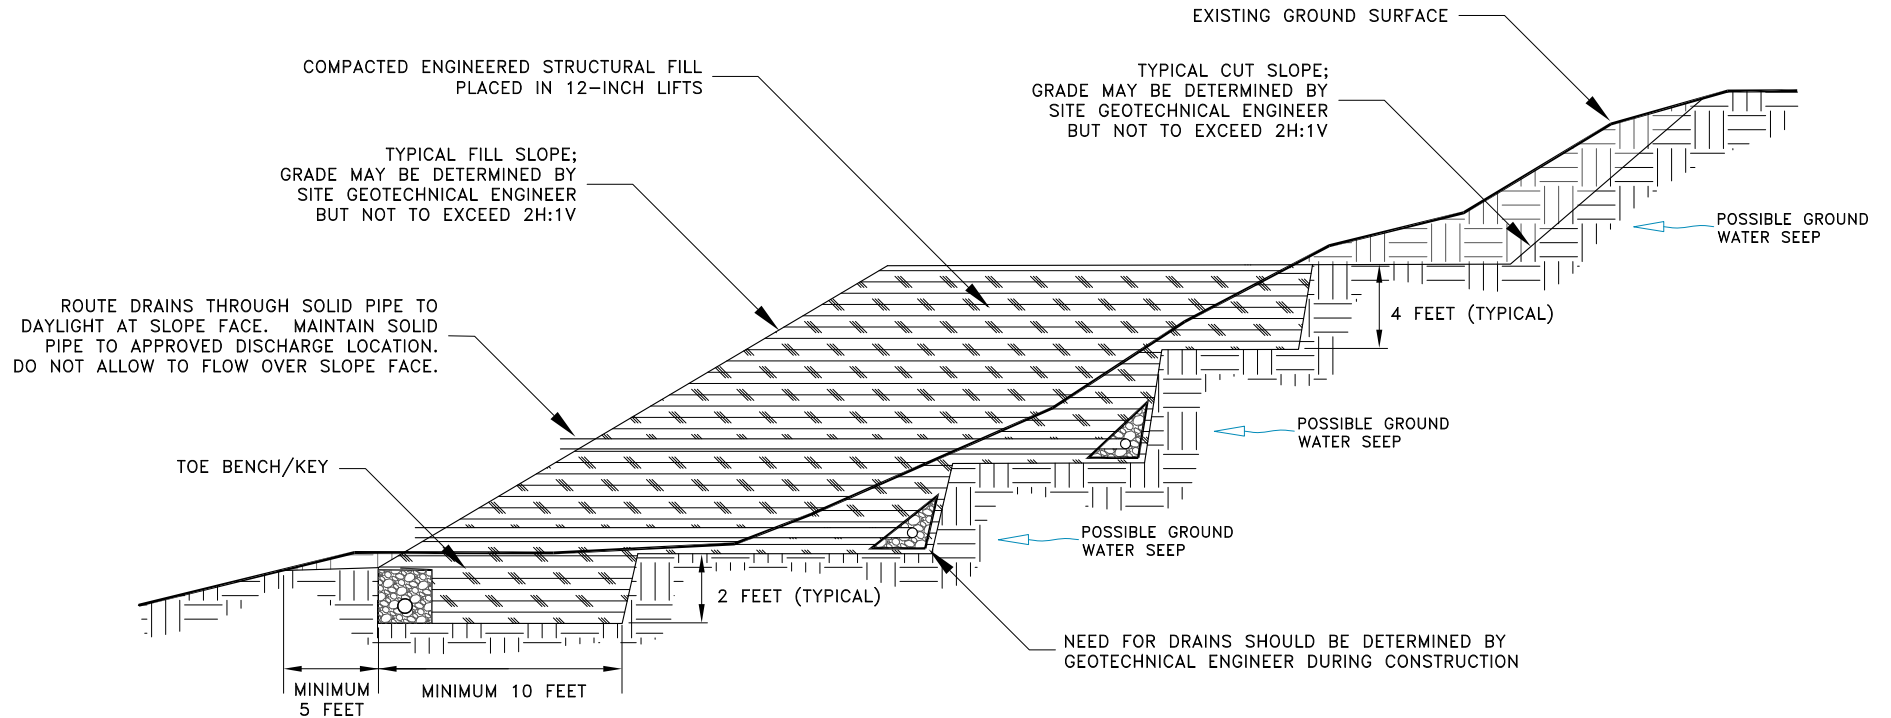 EXISTING GROUND SURFACE
COMPACTED ENGINEERED STRUCTURAL FILL
PLACED IN 12-INCH LIFTS
TYPICAL CUT SLOPE;
GRADE MAY BE DETERMINED BY
SITE GEOTECHNICAL ENGINEER
BUT NOT TO EXCEED 2H:1V
TYPICAL FILL SLOPE;
GRADE MAY BE DETERMINED BY
SITE GEOTECHNICAL ENGINEER
BUT NOT TO EXCEED 2H:1V
POSSIBLE GROUND
WATER SEEP
ROUTE DRAINS THROUGH SOLID PIPE TO
DAYLIGHT AT SLOPE FACE. MAINTAIN SOLID
PIPE TO APPROVED DISCHARGE LOCATION.
DO NOT ALLOW TO FLOW OVER SLOPE FACE.
4 FEET (TYPICAL)
POSSIBLE GROUND
WATER SEEP
TOE BENCH/KEY
POSSIBLE GROUND
WATER SEEP
2 FEET (TYPICAL)
NEED FOR DRAINS SHOULD BE DETERMINED BY
GEOTECHNICAL ENGINEER DURING CONSTRUCTION
MINIMUM
5 FEET
MINIMUM 10 FEET